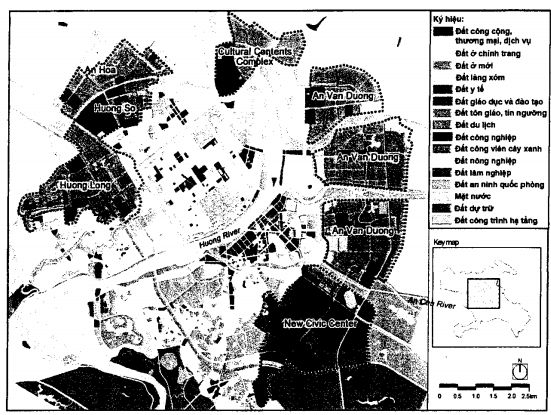 Cultural Contents
Complex
An Hoa
Huong So
An Van Duong
An Van Duong
Huong Long
Huong River
An Van Duong
An Cuu River
New Civic Center
Ký hiệu:
Đất công cộng,
thương mại, dịch vụ
Đất ở chỉnh trang
Đất ở mới
Đất làng xóm
Đất y tế
Đất giáo dục và đào tạo
Đất tôn giáo, tín ngưỡng
Đất du lịch
Đất công nghiệp
Đất công viên cây xanh
Đất nông nghiệp
Đất lâm nghiệp
Đất an ninh quốc phòng
Mặt nước
Đất dự trữ
Đất công trình hạ tầng
Key map
N
0 0.5 1.0 1.5 2.0 2.5km